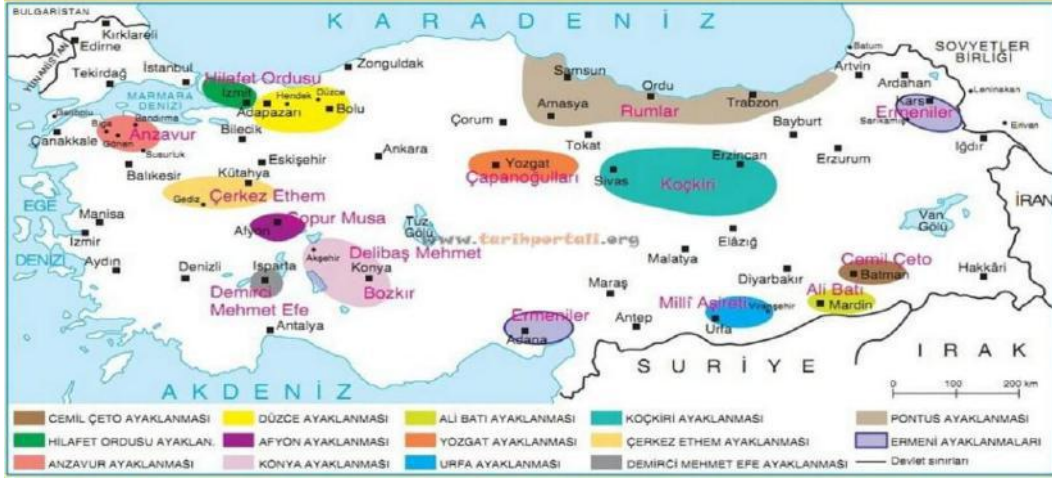 BULGARİSTAN
KARADENİZ
Kırklareli
Edirne
YUNANİSTAN
Tekirdağ
İstanbul
Zonguldak
Batum
SOVYETLER
BİRLİĞİ
Artvin
Ardahan
Leninakan
Hilafet Ordusu
MARMARA
DENİZİ
İzmit
Hendek
Düzce
Adapazarı
Bolu
Samsun
Ordu
Amasya
Rumlar
Trabzon
Kars
Ermeniler
Sarıkamış
Erivan
Iğdır
Biga
Bandırma
Gönen
Anzavur
Çanakkale
Susurluk
Balıkesir
Bilecik
Çorum
Tokat
Bayburt
Erzurum
Eskişehir
Ankara
Yozgat
Çapanoğulları
Erzincan
Sivas
Koçkiri
İRAN
Kütahya
Çerkez Ethem
Gediz
EGE
DENİZİ
Manisa
İzmir
Aydın
Copur Musa
Afyon
Tuz
Gölü
www.tarihportali.org
Elâzığ
Van
Gölü
Akşehir
Delibaş Mehmet
Konya
Bozkır
Malatya
Diyarbakır
Cemil Çeto
Batman
Hakkâri
Denizli
Isparta
Demirci
Mehmet Efe
Antalya
Maraş
Ali Batı
Mardin
Ermeniler
Adana
Antep
Millî Aşireti
Viranşehir
Urfa
SURİYE
IRAK
AKDENİZ
0 100 200 km
CEMİL ÇETO AYAKLANMASI
DÜZCE AYAKLANMASI
ALİ BATI AYAKLANMASI
KOÇKİRİ AYAKLANMASI
PONTUS AYAKLANMASI
HİLAFET ORDUSU AYAKLAN.
AFYON AYAKLANMASI
YOZGAT AYAKLANMASI
ÇERKEZ ETHEM AYAKLANMASI
ERMENİ AYAKLANMALARI
ANZAVUR AYAKLANMASI
KONYA AYAKLANMASI
URFA AYAKLANMASI
DEMİRCİ MEHMET EFE AYAKLANMASI
Devlet sınırları